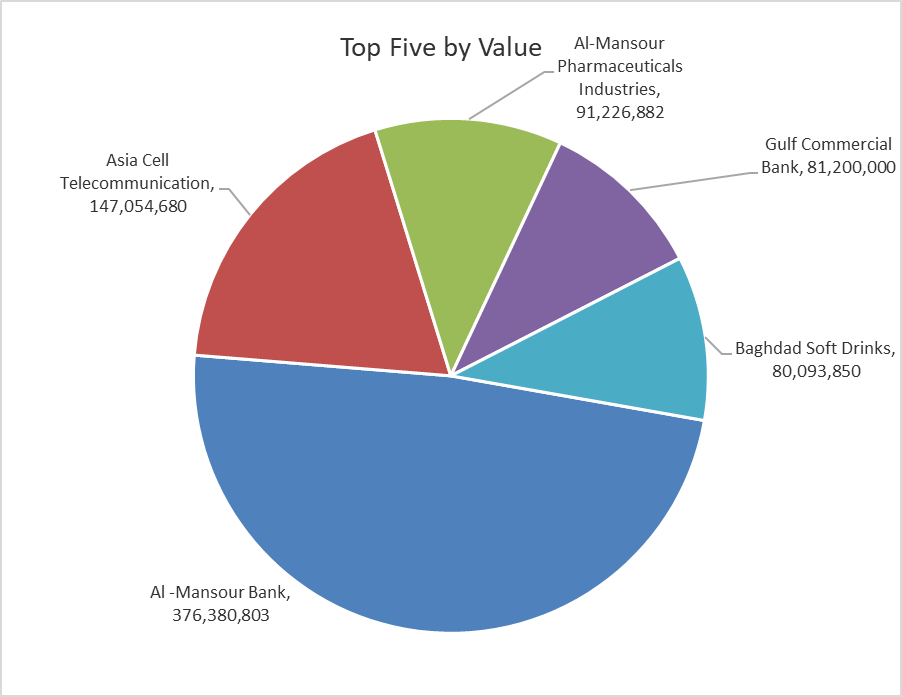 Top Five by Value
Al-Mansour
Pharmaceuticals
Industries,
91,226,882
Gulf Commercial
Bank, 81,200,000
Asia Cell
Telecommunication,
147,054,680
Baghdad Soft Drinks,
80,093,850
Al -Mansour Bank,
376,380,803